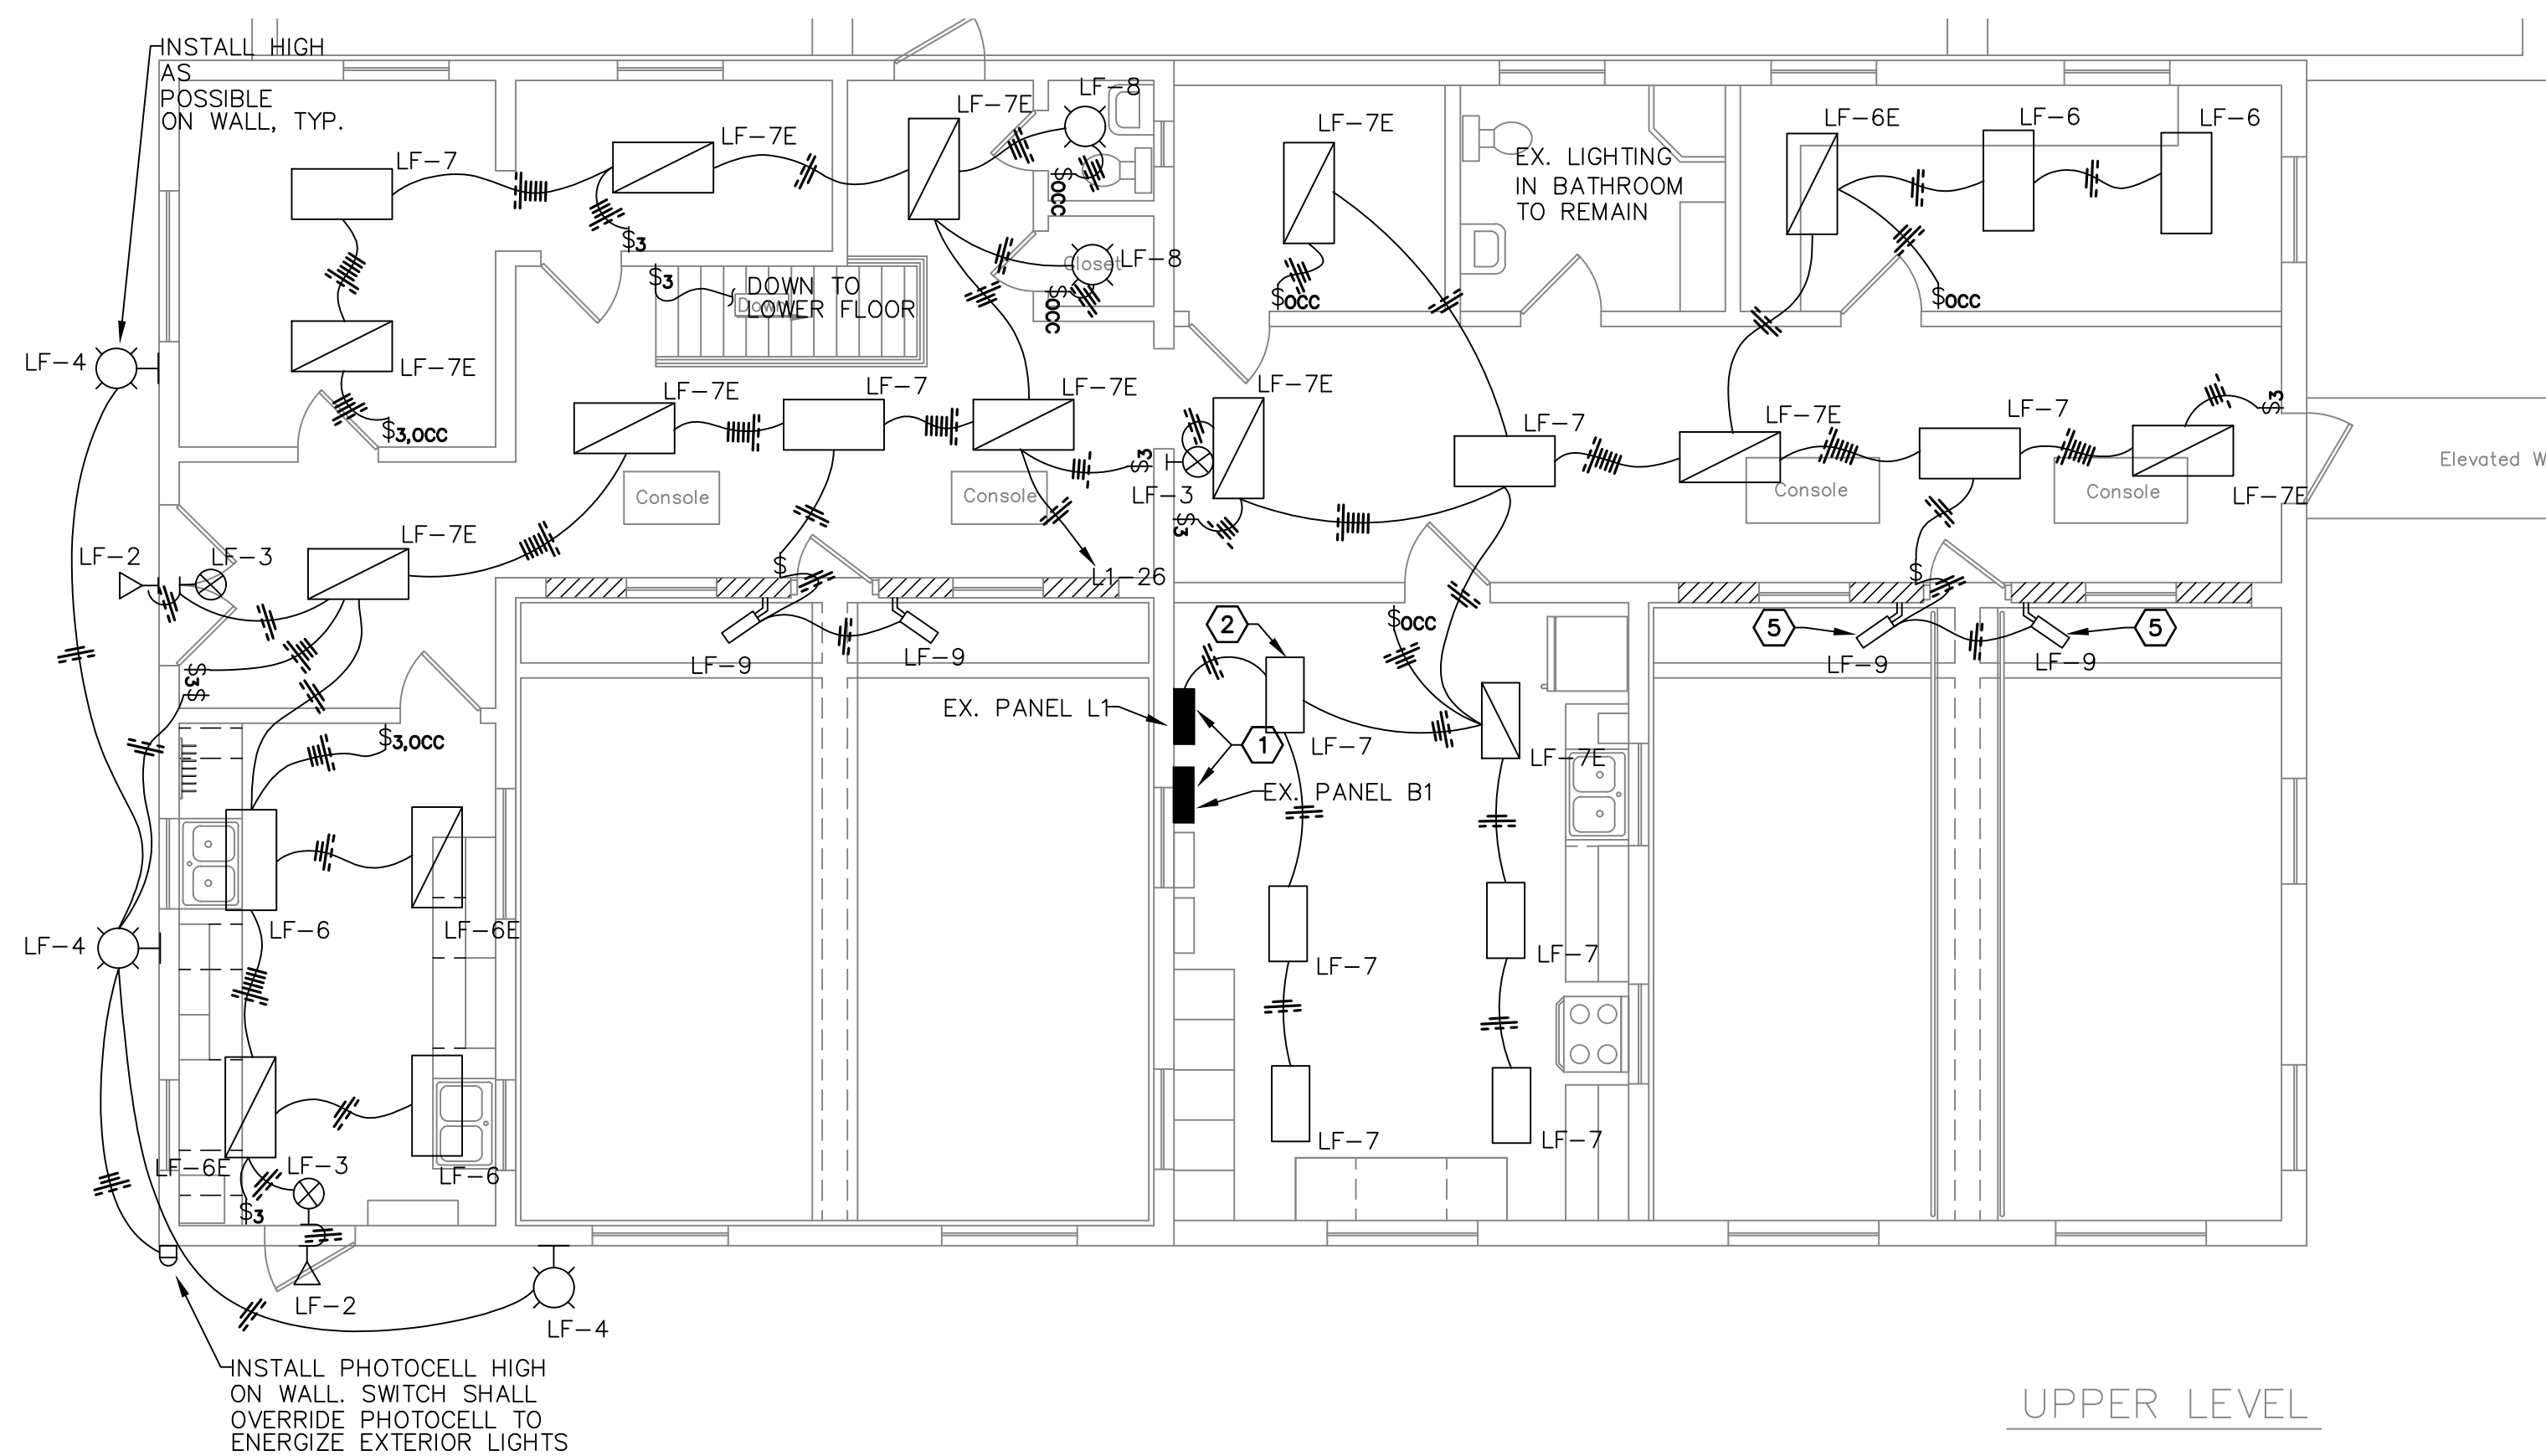 INSTALL HIGH
AS
POSSIBLE
ON WALL, TYP.
LF-8
LF-7E
LF-7E
LF-7
LF-7E
LF-6E
LF-6
LF-6
EX. LIGHTING
IN BATHROOM
TO REMAIN
$OCC
$3
$3
Closet
LF-8
DOWN TO
Down
LOWER FLOOR
$OCC
$OCC
$OCC
LF-4
LF-7E
LF-7E
LF-7
LF-7E
LF-7E
$3
$3,OCC
LF-7
LF-7E
LF-7
$3
Elevated W
Console
Console
LF-3
Console
Console
LF-7E
$3
LF-7E
LF-2
LF-3
$
L1-26
$
$3
$
2
$OCC
5
5
LF-9
LF-9
LF-9
LF-9
EX. PANEL L1
1
LF-7
$3,OCC
LF-7E
EX. PANEL B1
LF-6
LF-6E
LF-4
LF-7
LF-7
LF-6E
LF-3
LF-6
LF-7
LF-7
$3
LF-2
LF-4
INSTALL PHOTOCELL HIGH
ON WALL. SWITCH SHALL
OVERRIDE PHOTOCELL TO
ENERGIZE EXTERIOR LIGHTS
UPPER LEVEL